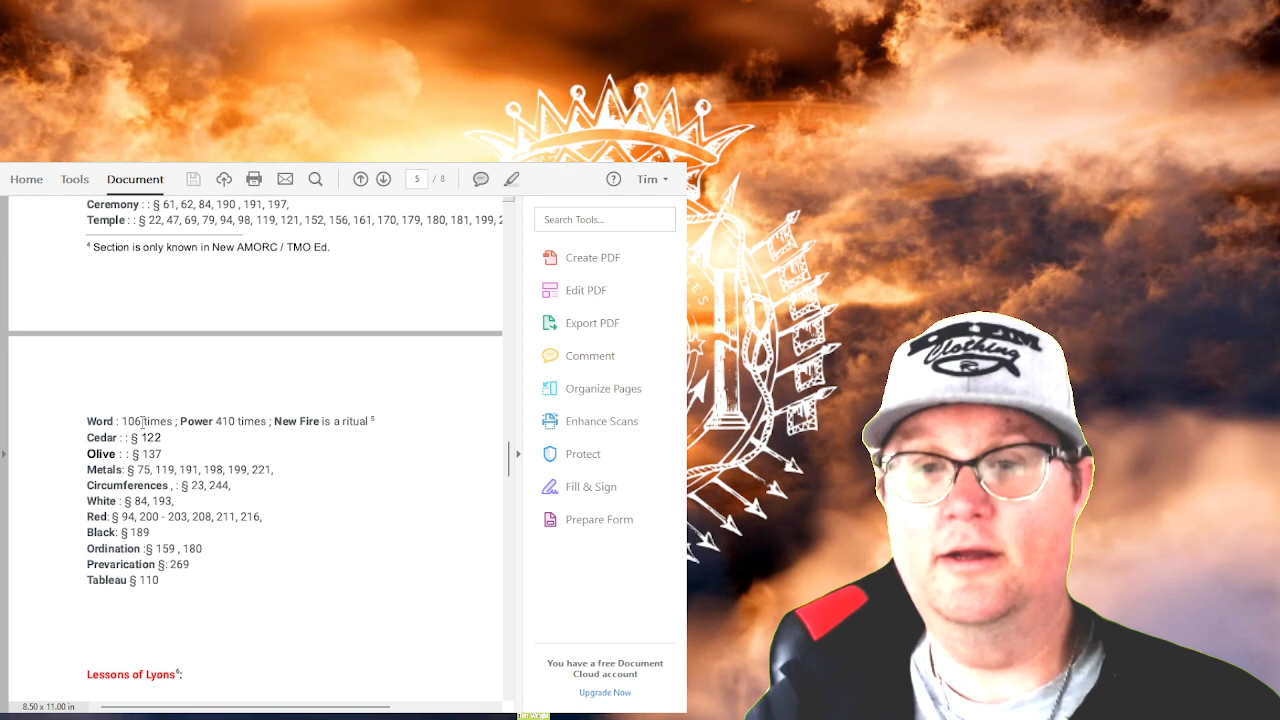 Home Tools Document 5 / 8 Tim
Ceremony : : § 61, 62, 84, 190 , 191, 197,
Temple : : § 22, 47, 69, 79, 94, 98, 119, 121, 152, 156, 161, 170, 179, 180, 181, 199, 2
4 Section is only known in New AMORC / TMO Ed.
Word : 106 times ; Power 410 times ; New Fire is a ritual 5
Cedar : : § 122
Olive : : § 137
Metals: § 75, 119, 191, 198, 199, 221,
Circumferences , : § 23, 244,
White : § 84, 193,
Red: § 94, 200 - 203, 208, 211, 216,
Black: § 189
Ordination :§ 159 , 180
Prevarication §: 269
Tableau § 110
Lessons of Lyons6:
8.50 x 11.00 in
Search Tools...
Create PDF
Edit PDF
Export PDF
Comment
Organize Pages
Enhance Scans
Protect
Fill & Sign
Prepare Form
You have a free Document
Cloud account
Upgrade Now
Clothing